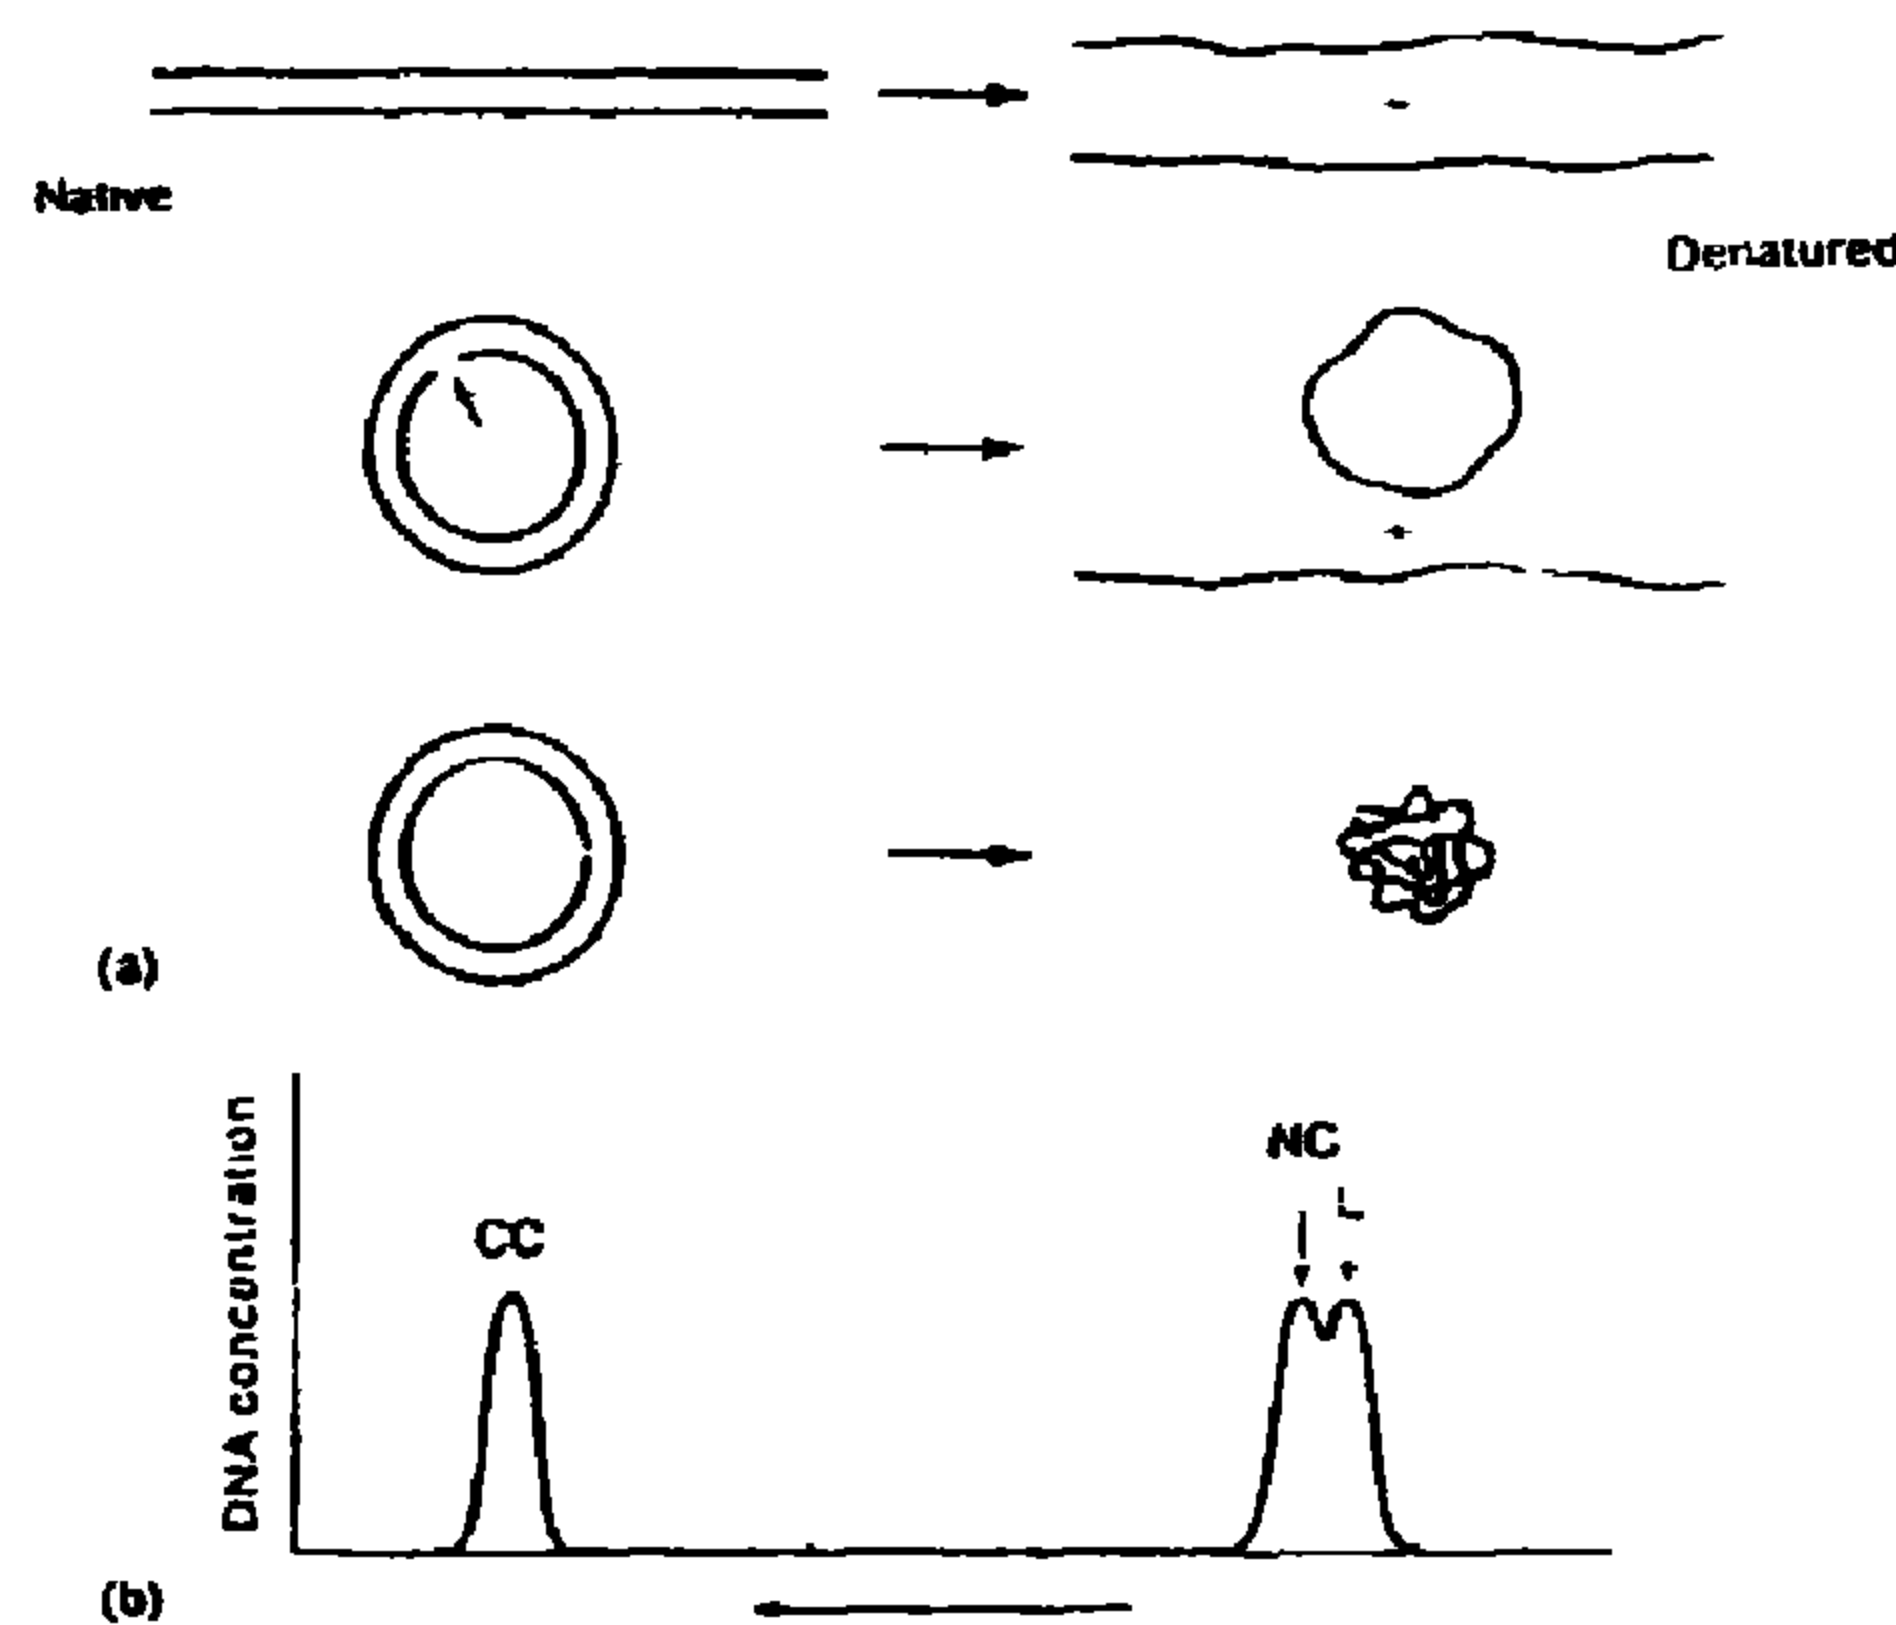 Native
Denatured
(a)
DNA concentration
CC
NC
L
(b)